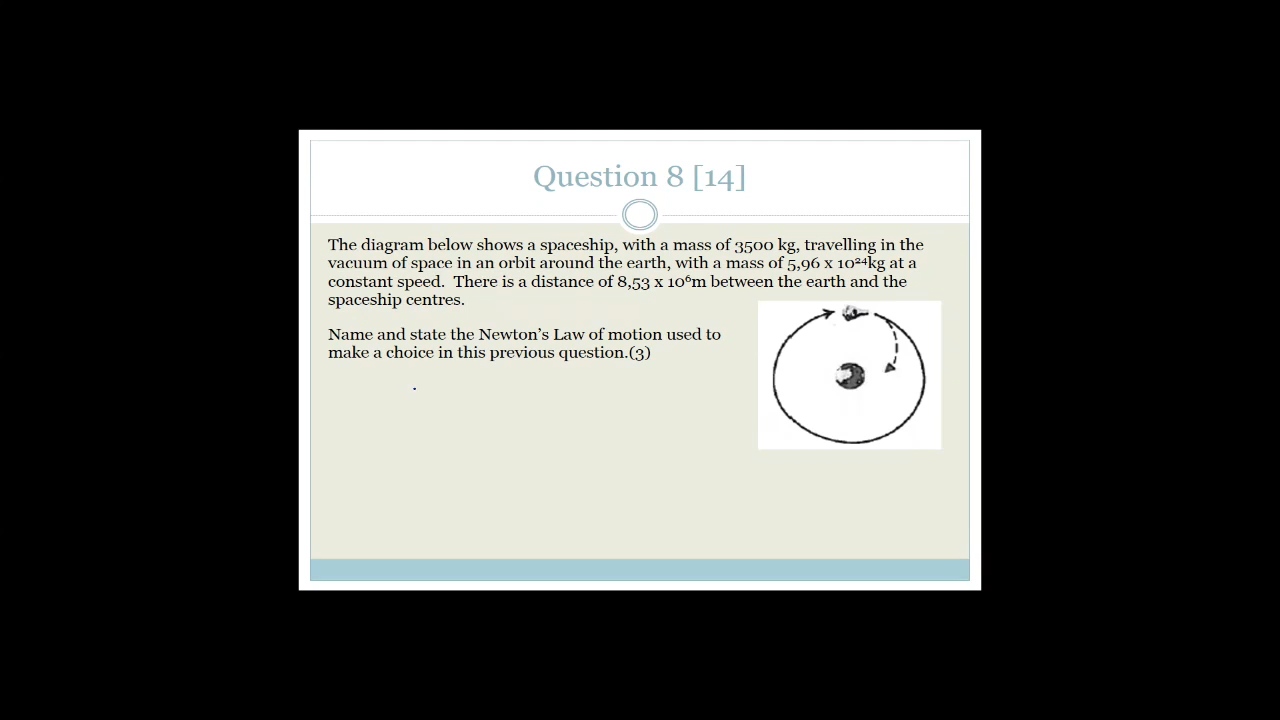 Question 8 [14]
The diagram below shows a spaceship, with a mass of 3500 kg, travelling in the
vacuum of space in an orbit around the earth, with a mass of 5,96 x 10²⁴kg at a
constant speed.  There is a distance of 8,53 x 10⁶m between the earth and the
spaceship centres.
Name and state the Newton’s Law of motion used to
make a choice in this previous question.(3)